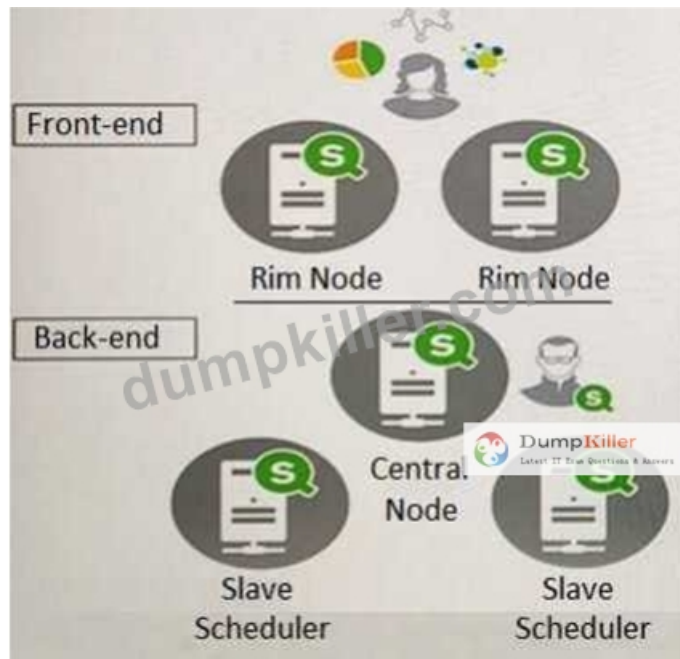 Front-end
Rim Node
Rim Node
Back-end
dumpkiller.com
DumpKiller
Latest IT Exam Questions & Answers
Central
Node
Slave
Scheduler
Slave
Scheduler
S
S
S
S
S